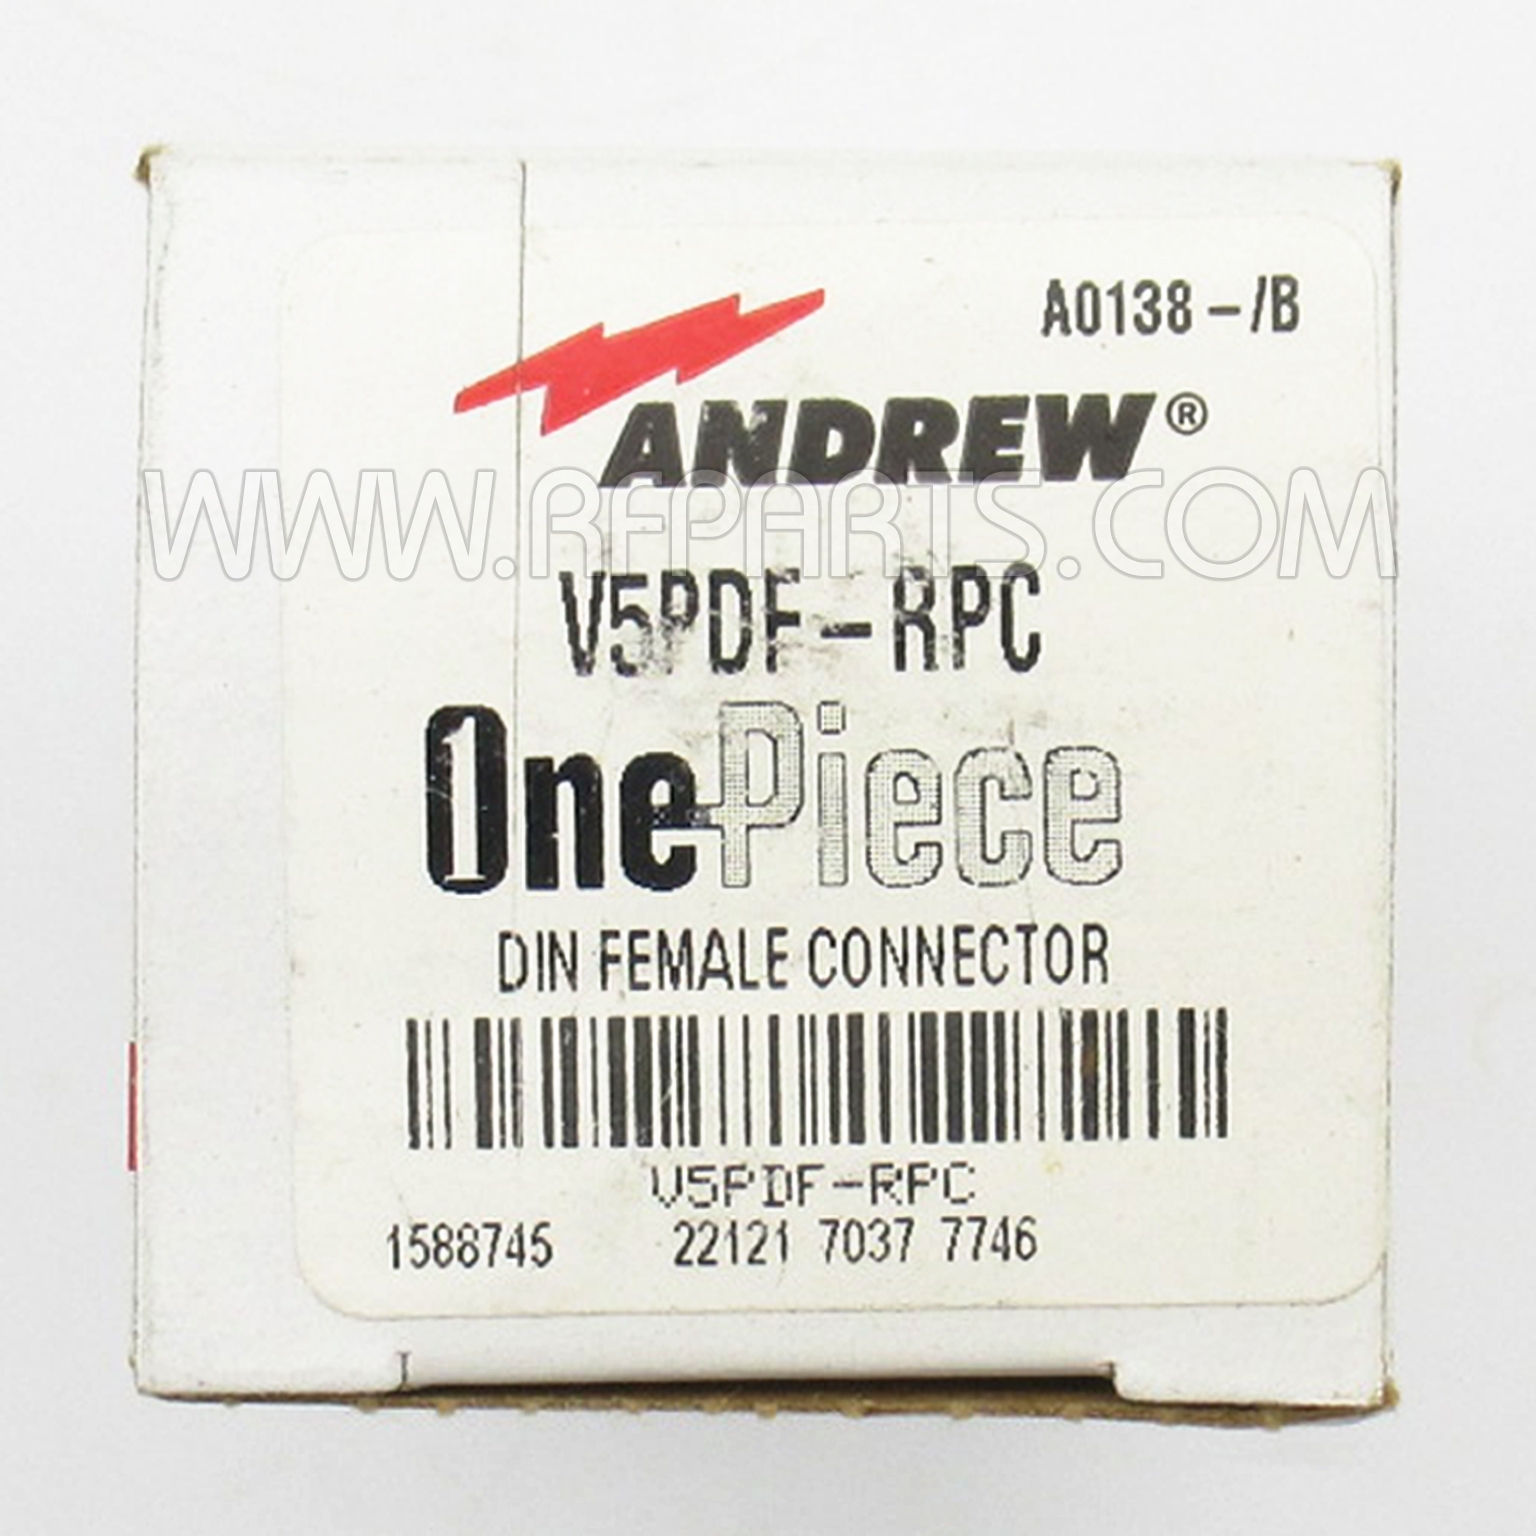 A0138-/B
ANDREW®
WWW.RFPARTS.COM
V5PDF-RPC
OnePiece
DIN FEMALE CONNECTOR
V5PDF-RPC
1588745 22121 7037 7746